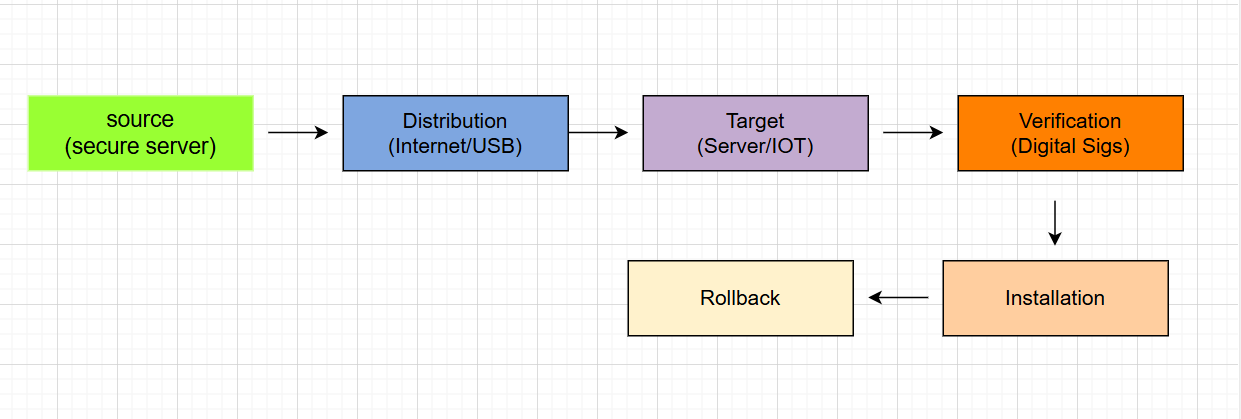 source
(secure server)
Distribution
(Internet/USB)
Target
(Server/IOT)
Verification
(Digital Sigs)
Rollback
Installation